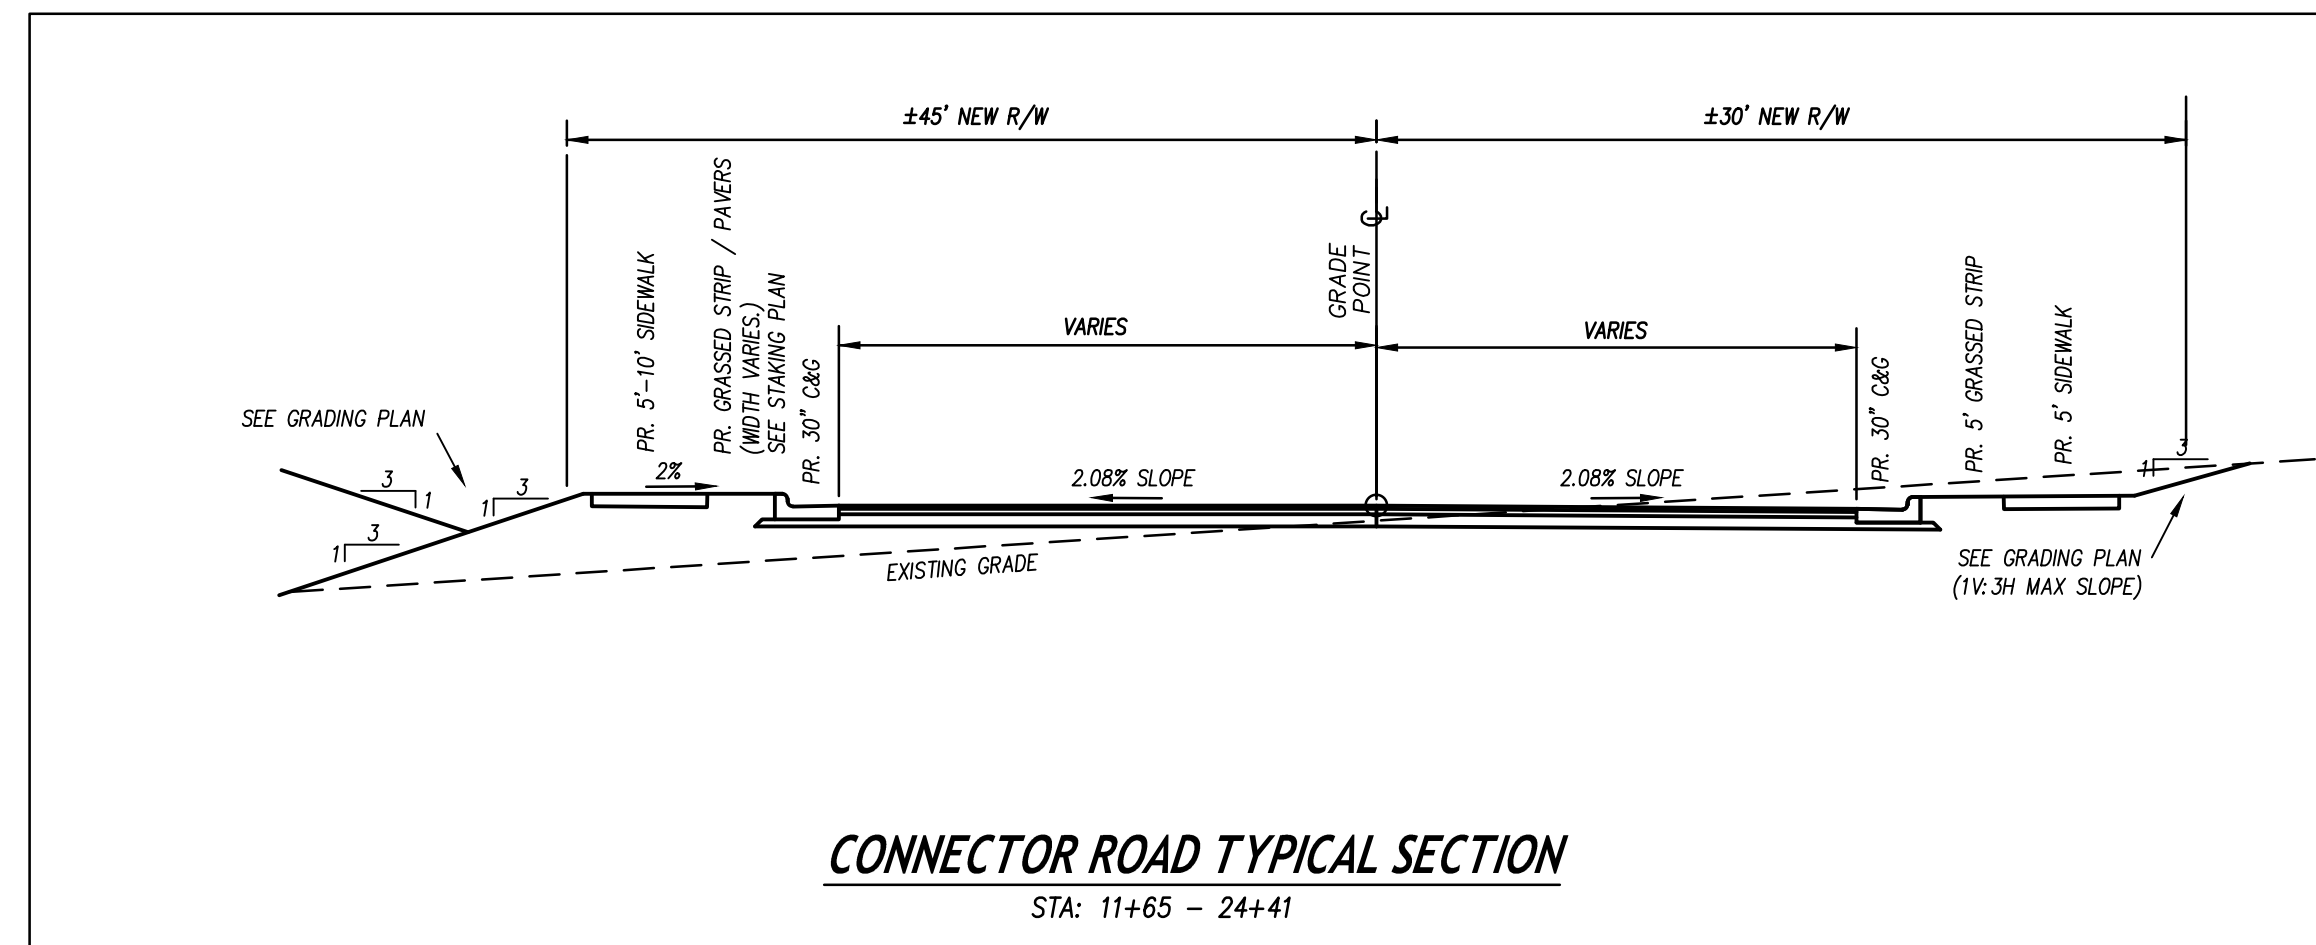 ±45' NEW R/W
±30' NEW R/W
PR. 5'-10' SIDEWALK
PR. GRASSED STRIP / PAVERS
(WIDTH VARIES.)
SEE STAKING PLAN
PR. 30" C&G
GRADE
POINT
VARIES
VARIES
PR. 30" C&G
PR. 5' GRASSED STRIP
PR. 5' SIDEWALK
SEE GRADING PLAN
3
1
3
1
3
1
2%
2.08% SLOPE
2.08% SLOPE
3
1
EXISTING GRADE
SEE GRADING PLAN
(1V:3H MAX SLOPE)
CONNECTOR ROAD TYPICAL SECTION
STA: 11+65 - 24+41